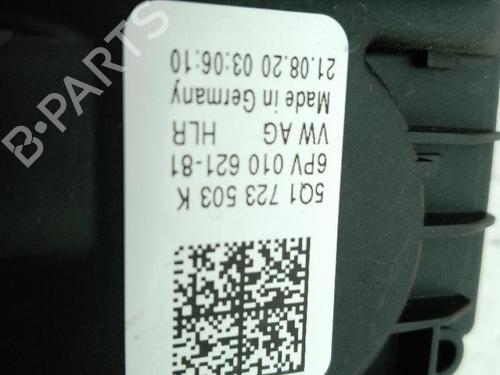 5Q1 723 503 K
6PV 010 621-81
VW AG HLR
Made in Germany
21.08.20 03:06:10
B-PARTS